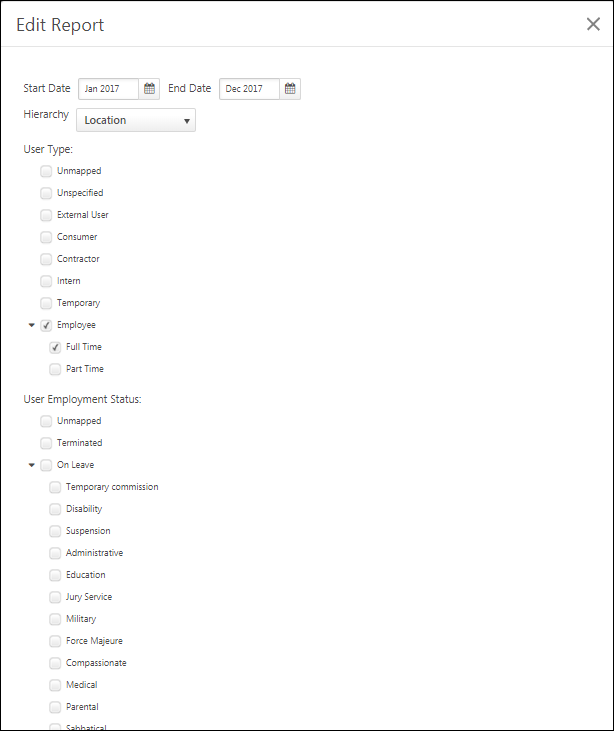 Edit Report
Start Date Jan 2017 End Date Dec 2017
Hierarchy Location
User Type:
Unmapped
Unspecified
External User
Consumer
Contractor
Intern
Temporary
Employee
Full Time
Part Time
User Employment Status:
Unmapped
Terminated
On Leave
Temporary commission
Disability
Suspension
Administrative
Education
Jury Service
Military
Force Majeure
Compassionate
Medical
Parental
Sabbatical